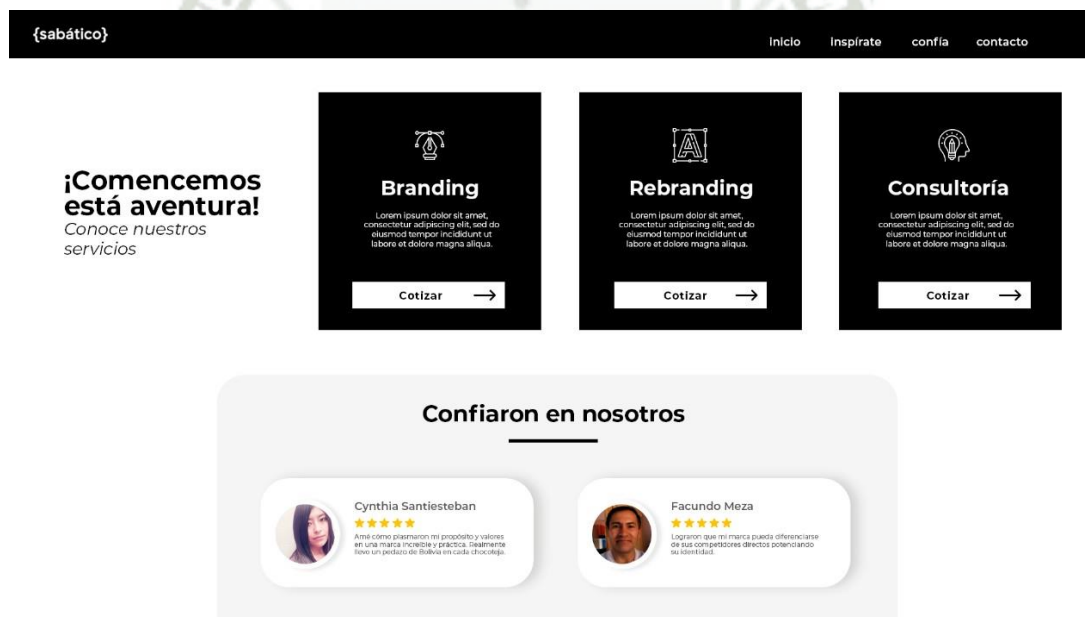 {sabático}
inicio inspírate confía contacto
¡Comencemos
está aventura!
Conoce nuestros
servicios
Branding
Lorem ipsum dolor sit amet,
consectetur adipiscing elit, sed do
eiusmod tempor incididunt ut
labore et dolore magna aliqua.
Cotizar
Rebranding
Lorem ipsum dolor sit amet,
consectetur adipiscing elit, sed do
eiusmod tempor incididunt ut
labore et dolore magna aliqua.
Cotizar
Consultoría
Lorem ipsum dolor sit amet,
consectetur adipiscing elit, sed do
eiusmod tempor incididunt ut
labore et dolore magna aliqua.
Cotizar
Confiaron en nosotros
Cynthia Santiesteban
Amé cómo plasmaron mi propósito y valores
en una marca increíble y práctica. Realmente
llevo un pedazo de Bolivia en cada chocoteja.
Facundo Meza
Lograron que mi marca pueda diferenciarse
de sus competidores directos potenciando
su identidad.